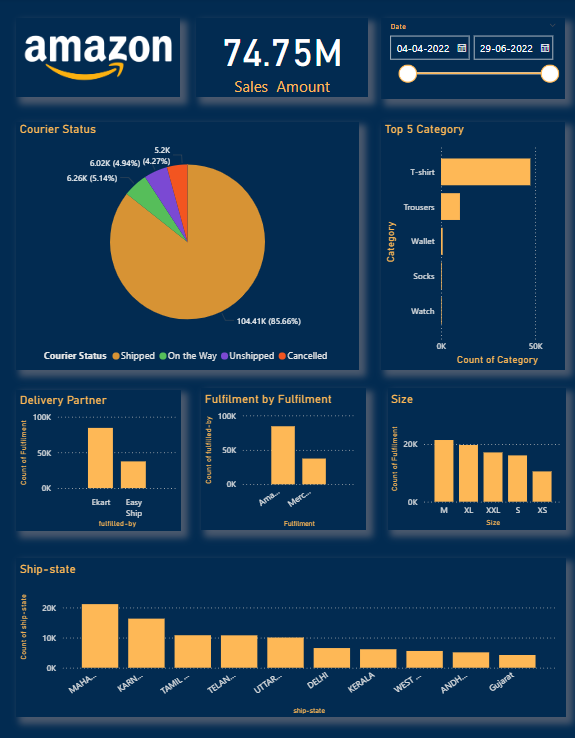 amazon
74.75M
Sales Amount
Date
04-04-2022
29-06-2022
Courier Status
5.2K
(4.27%)
6.02K (4.94%)
6.26K (5.14%)
104.41K (85.66%)
Courier Status Shipped On the Way Unshipped Cancelled
Top 5 Category
Category
T-shirt
Trousers
Wallet
Socks
Watch
0K 50K
Count of Category
Delivery Partner
Count of Fulfilment
100K
50K
0K
Ekart
Easy
Ship
fulfilled-by
Fulfilment by Fulfilment
Count of fulfilled-by
100K
50K
0K
Ama...
Merc...
Fulfilment
Size
Count of Fulfilment
20K
0K
M XL XXL S XS
Size
Ship-state
Count of ship-state
20K
10K
0K
MAHA... KARN... TAMIL ... TELAN... UTTAR... DELHI KERALA WEST ... ANDH... Gujarat
ship-state